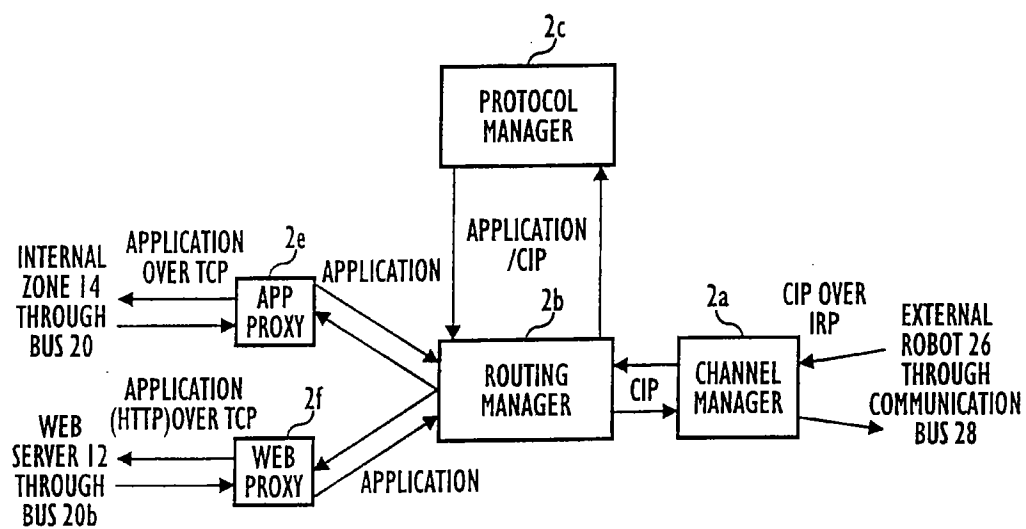 2c
PROTOCOL
MANAGER
APPLICATION
/CIP
INTERNAL
ZONE 14
THROUGH
BUS 20
APPLICATION
OVER TCP
2e
APP
PROXY
APPLICATION
2b
ROUTING
MANAGER
CIP
2a
CHANNEL
MANAGER
CIP OVER
IRP
EXTERNAL
ROBOT 26
THROUGH
COMMUNICATION
BUS 28
WEB
SERVER 12
THROUGH
BUS 20b
APPLICATION
(HTTP)OVER TCP
2f
WEB
PROXY
APPLICATION